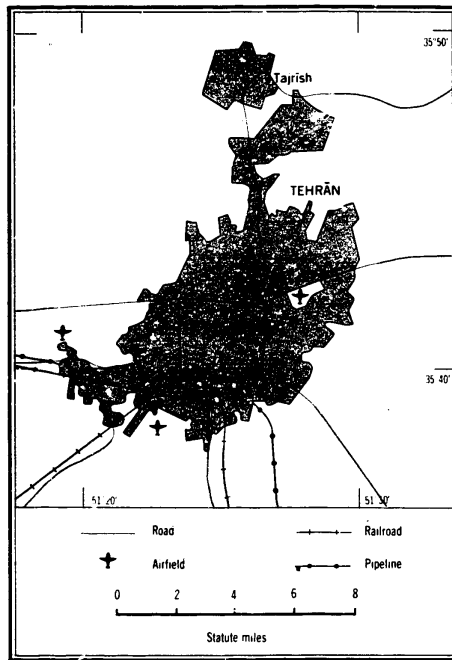 35°50'
Tajrish
TEHRĀN
35 40'
51 20' 51 30'
Road Railroad
Airfield Pipeline
0 2 4 6 8
Statute miles